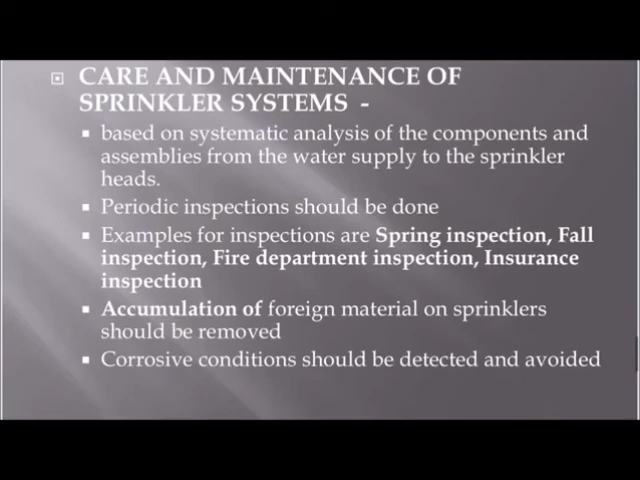 CARE AND MAINTENANCE OF
SPRINKLER SYSTEMS -
based on systematic analysis of the components and
assemblies from the water supply to the sprinkler
heads.
Periodic inspections should be done
Examples for inspections are Spring inspection, Fall
inspection, Fire department inspection, Insurance
inspection
Accumulation of foreign material on sprinklers
should be removed
Corrosive conditions should be detected and avoided